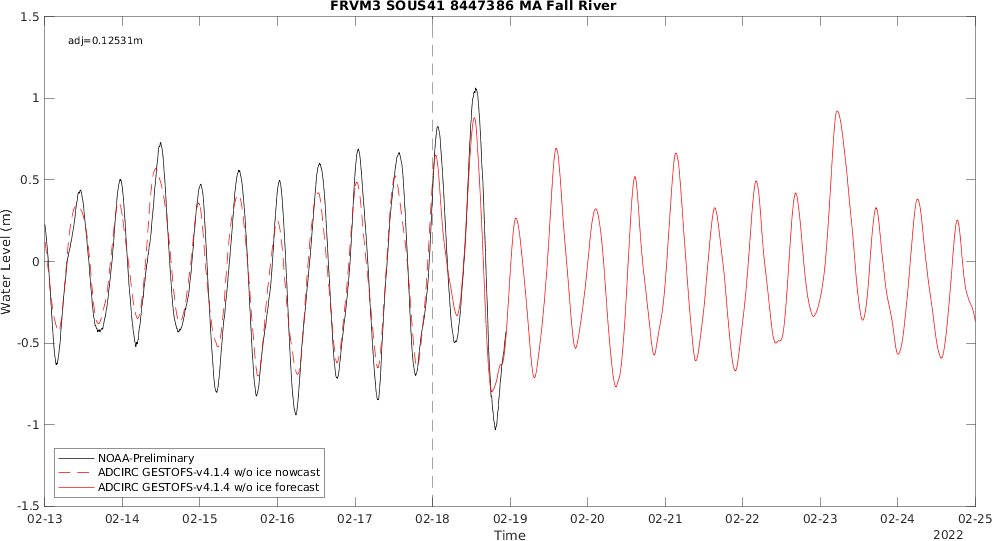 FRVM3 SOUS41 8447386 MA Fall River
1.5
adj=0.12531m
1
0.5
0
-0.5
-1
-1.5
Water Level (m)
NOAA-Preliminary
ADCIRC GESTOFS-v4.1.4 w/o ice nowcast
ADCIRC GESTOFS-v4.1.4 w/o ice forecast
02-13 02-14 02-15 02-16 02-17 02-18 02-19 02-20 02-21 02-22 02-23 02-24 02-25
Time
2022